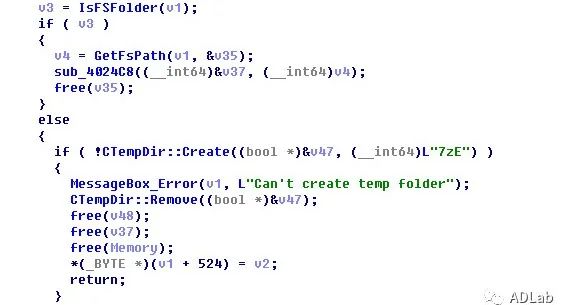 v3 = IsFSFolder(v1);
if ( v3 )
{
v4 = GetFsPath(v1, &v35);
sub_4024C8((__int64)&v37, (__int64)v4);
free(v35);
}
else
{
if ( !CTempDir::Create((bool *)&v47, (__int64)L"7zE") )
{
MessageBox_Error(v1, L"Can't create temp folder");
CTempDir::Remove((bool *)&v47);
free(v48);
free(v37);
free(Memory);
*(_BYTE *)(v1 + 524) = v2;
return;
}
ADLab